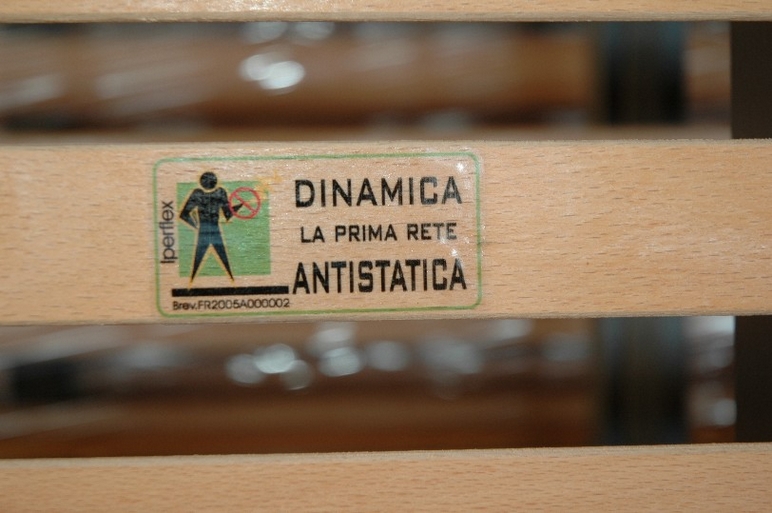 Iperflex
DINAMICA
LA PRIMA RETE
ANTISTATICA
Brev.FR2005A000002